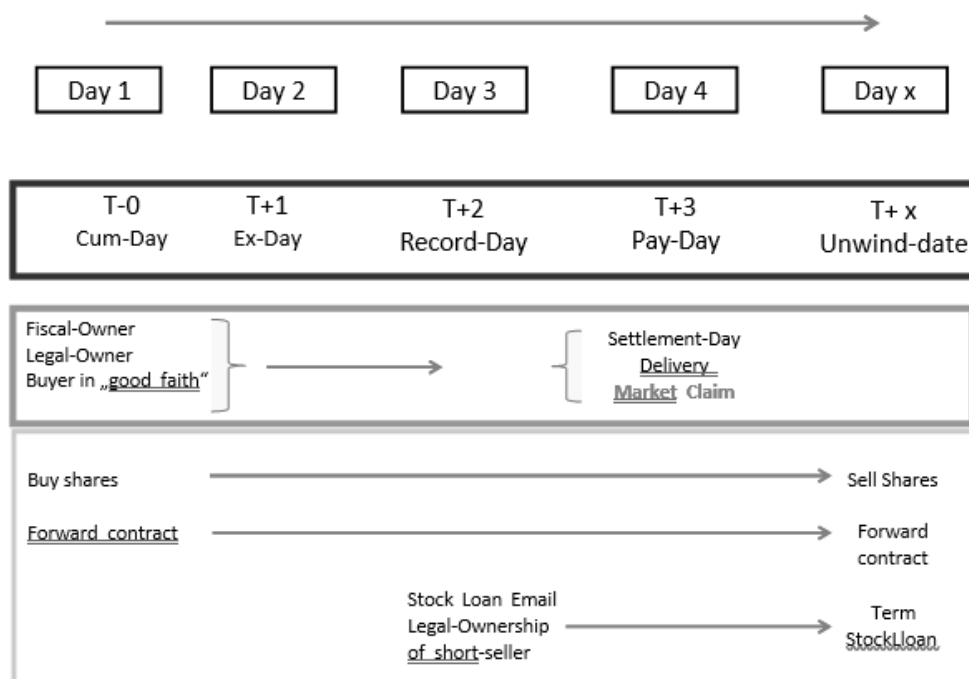 Day 1
Day 2
Day 3
Day 4
Day x
T-0
Cum-Day
T+1
Ex-Day
T+2
Record-Day
T+3
Pay-Day
T+ x
Unwind-date
Fiscal-Owner
Legal-Owner
Buyer in „good faith“
Settlement-Day
Delivery
Market Claim
Buy shares
Sell Shares
Forward contract
Forward
contract
Stock Loan Email
Legal-Ownership
of short-seller
Term
StockLloan